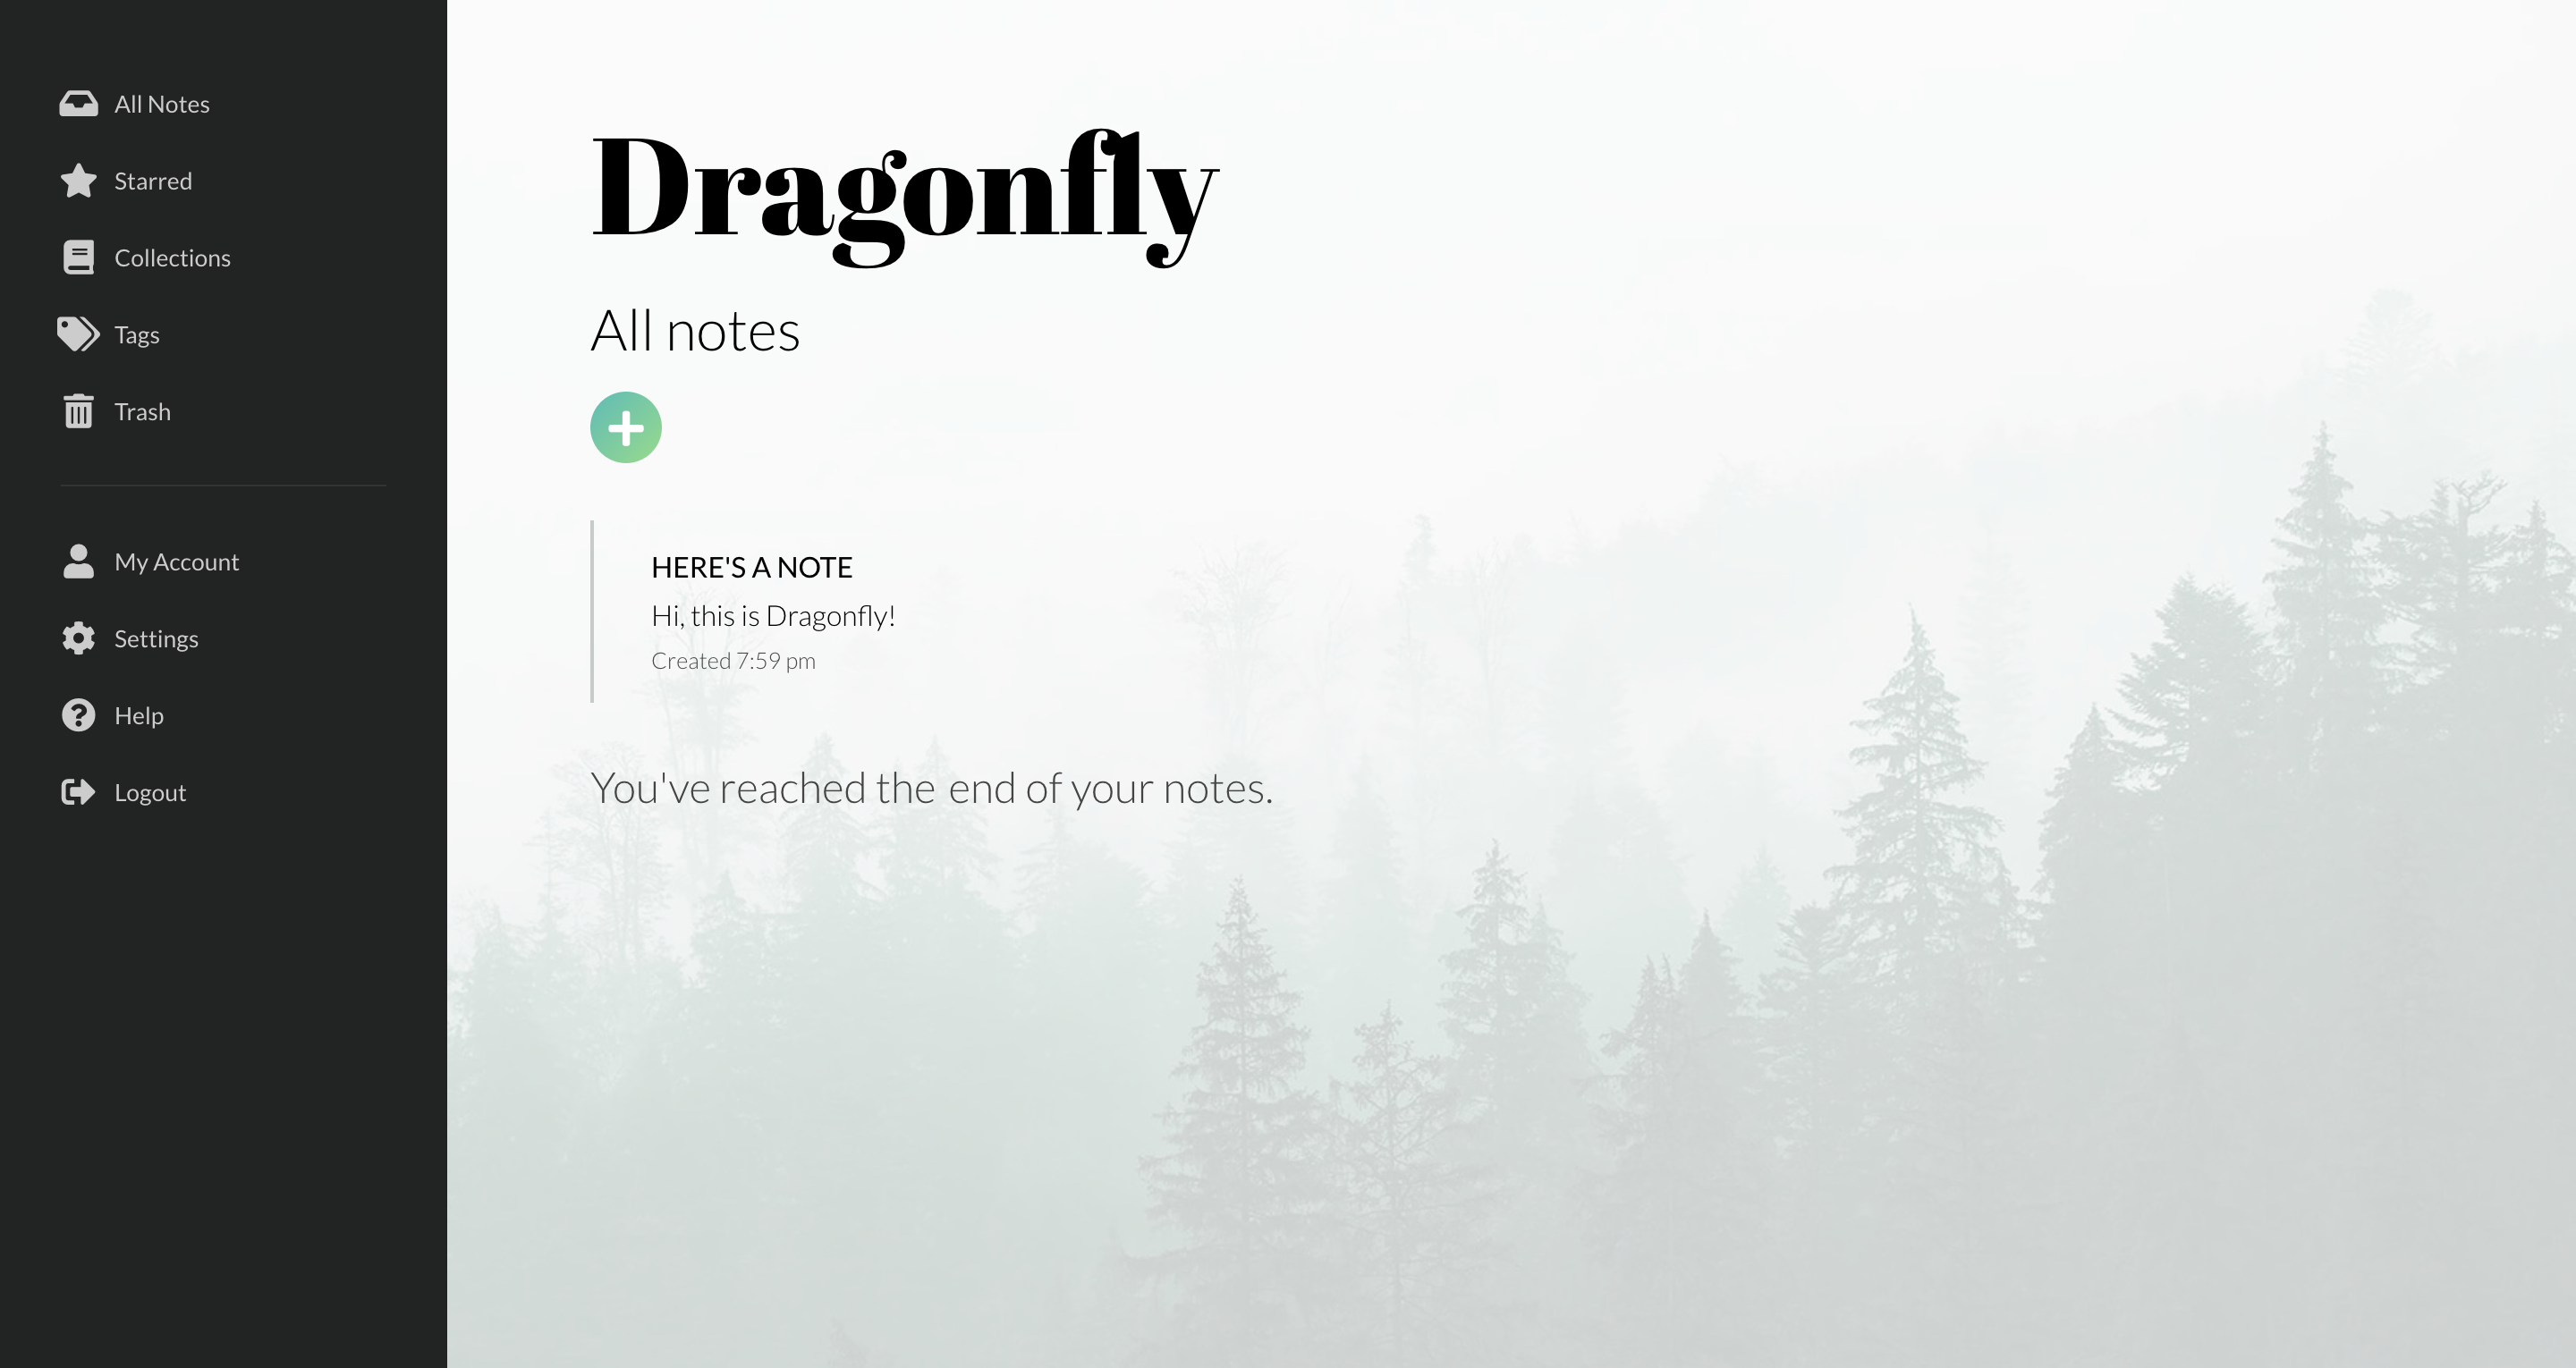 All Notes
Starred
Collections
Tags
Trash
My Account
Settings
Help
Logout
Dragonfly
All notes
HERE'S A NOTE
Hi, this is Dragonfly!
Created 7:59 pm
You've reached the end of your notes.